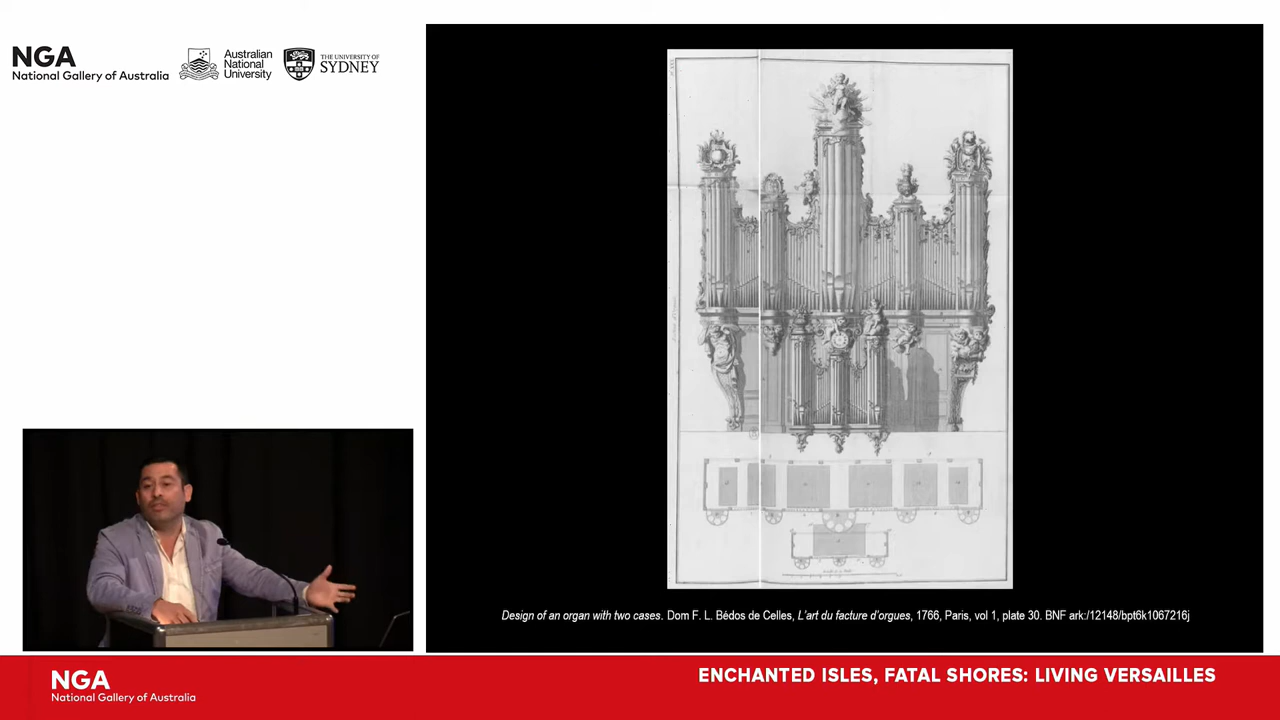 NGA
National Gallery of Australia
Australian
National
University
THE UNIVERSITY OF
SYDNEY
Design of an organ with two cases. Dom F. L. Bédos de Celles, L'art du facture d'orgues, 1766, Paris, vol 1, plate 30. BNF ark:/12148/bpt6k1067216j
NGA
National Gallery of Australia
ENCHANTED ISLES, FATAL SHORES: LIVING VERSAILLES